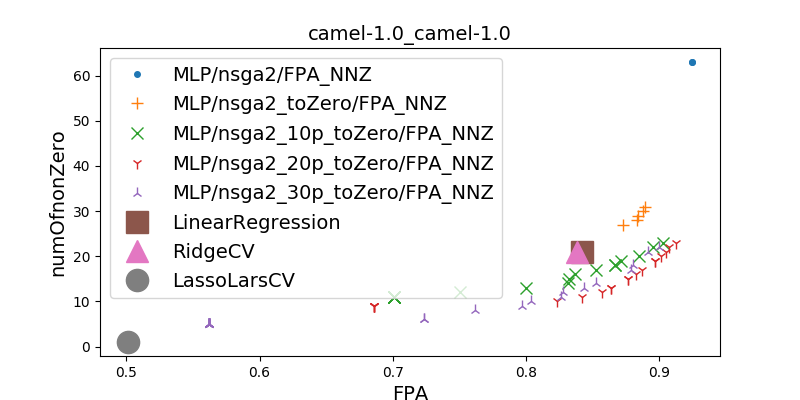 camel-1.0_camel-1.0
MLP/nsga2/FPA_NNZ
MLP/nsga2_toZero/FPA_NNZ
MLP/nsga2_10p_toZero/FPA_NNZ
MLP/nsga2_20p_toZero/FPA_NNZ
MLP/nsga2_30p_toZero/FPA_NNZ
LinearRegression
RidgeCV
LassoLarsCV
numOfnonZero
60
50
40
30
20
10
0
0.5 0.6 0.7 0.8 0.9
FPA